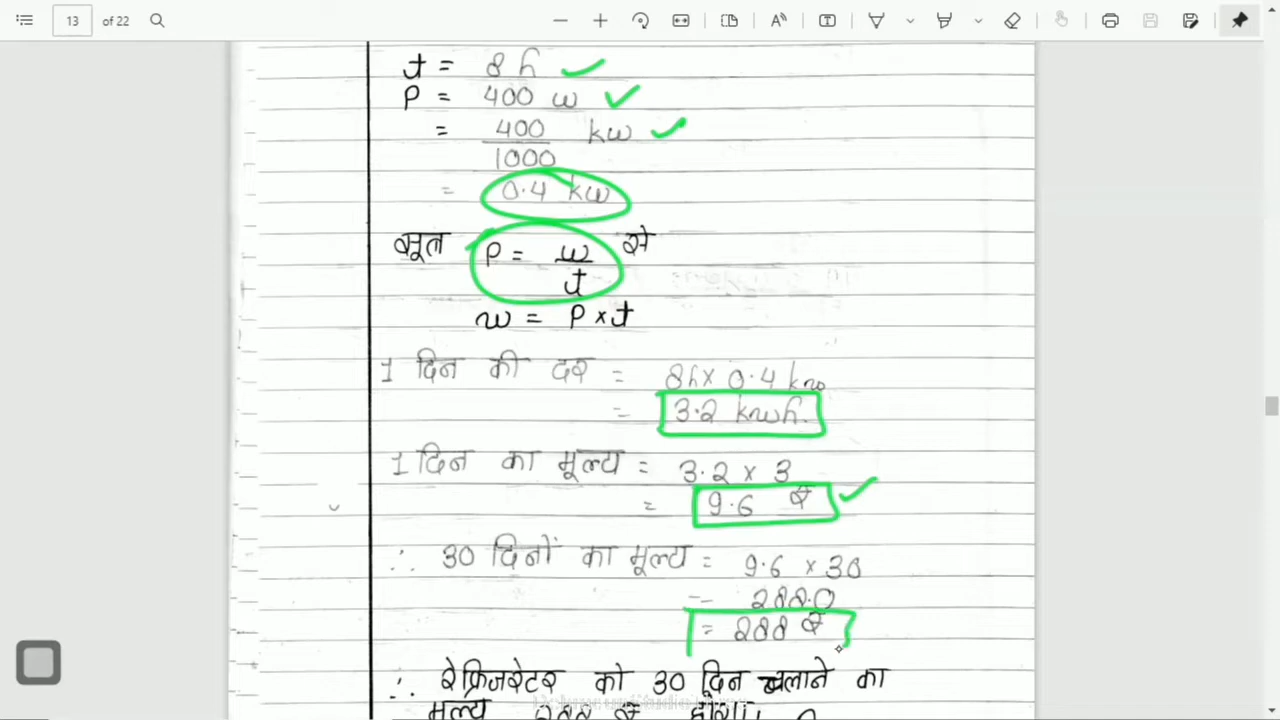 13 of 22
t = 8 h
P = 400 w
= 400/1000 kw
= 0.4 kw
सूत्र P = w/t से
w = P × t
1 दिन की दर = 8h × 0.4 kw
= 3.2 kwh.
1 दिन का मूल्य = 3.2 × 3
= 9.6 रु
∴ 30 दिनों का मूल्य = 9.6 × 30
= 288.0
= 288 रु
∴ रेफ्रिजरेटर को 30 दिन चलाने का
मूल्य 288 रु होगा।